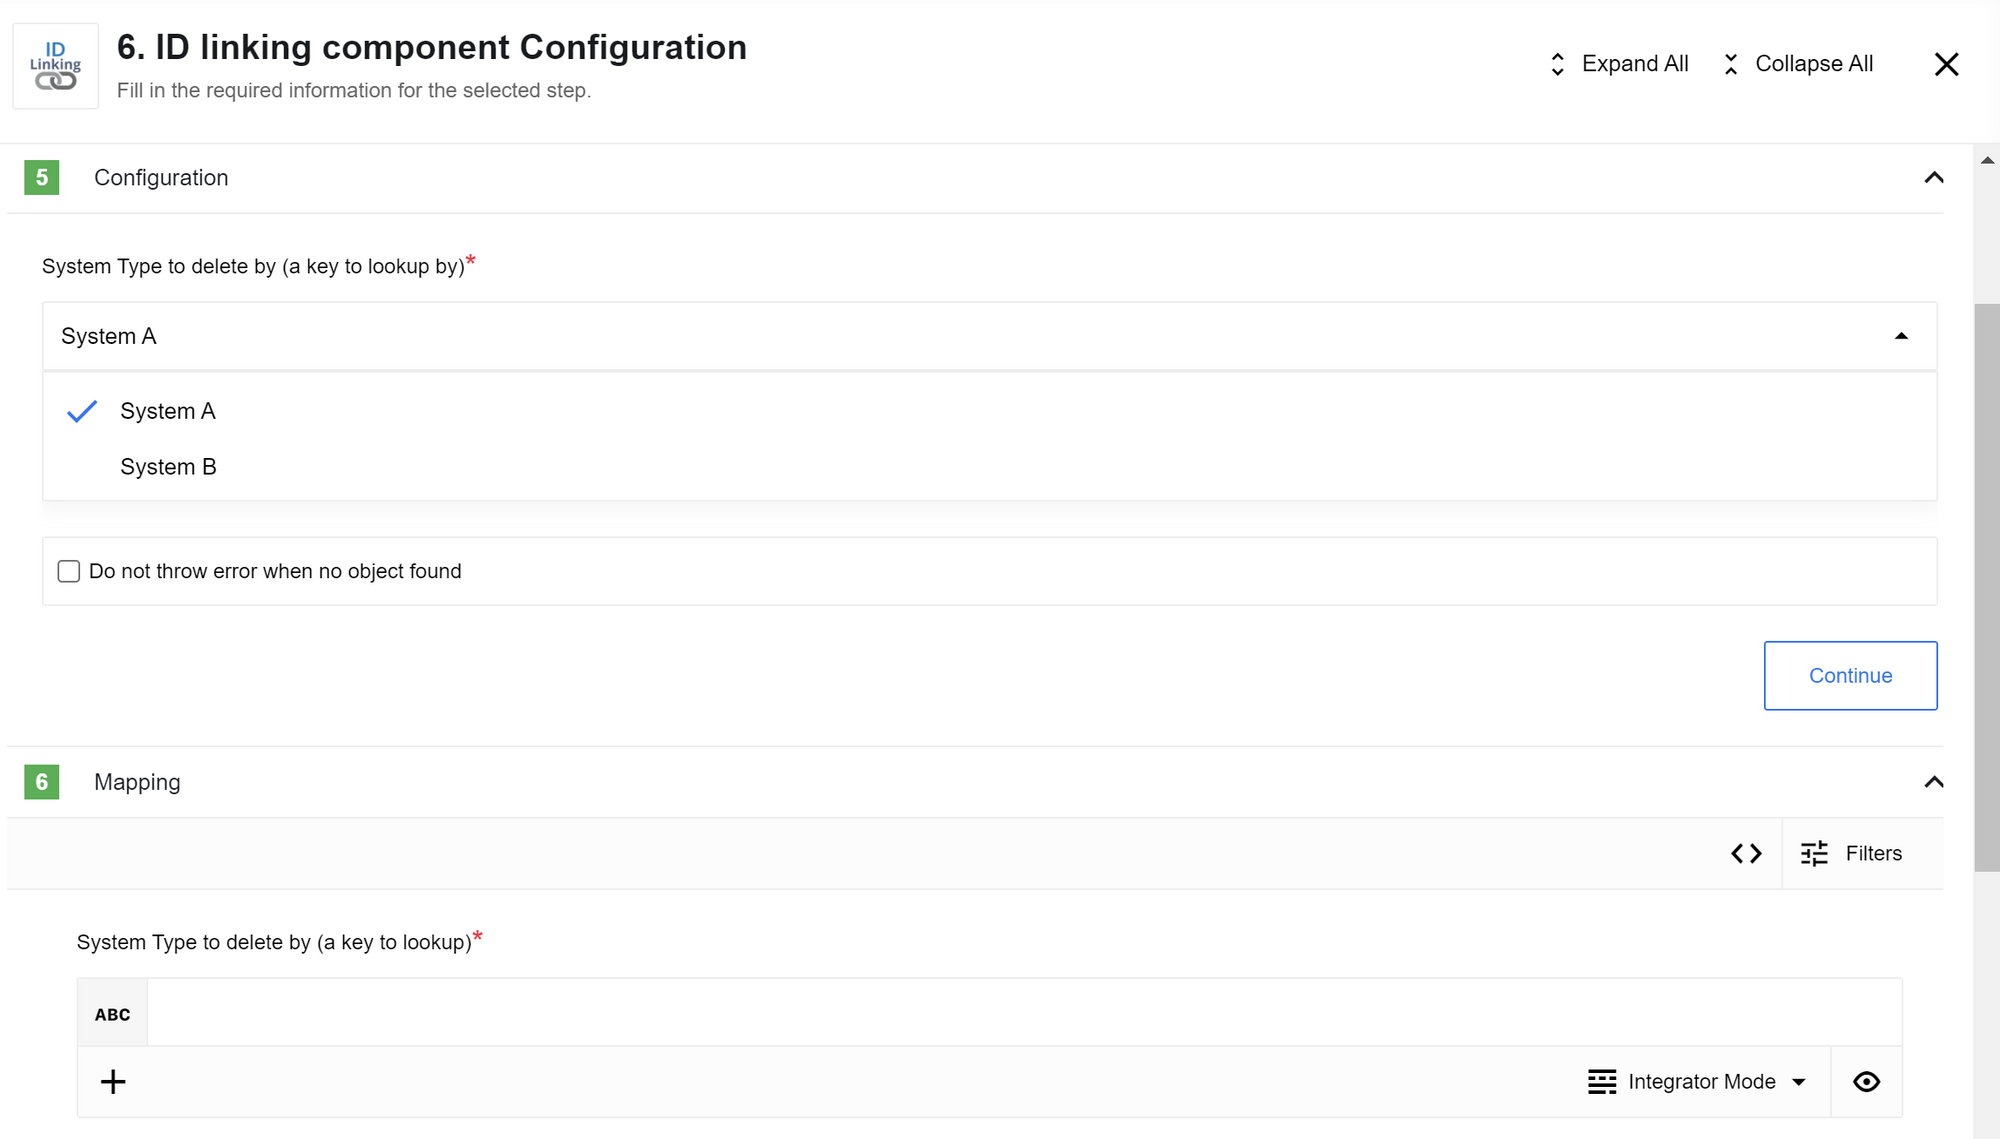 ID
Linking
6. ID linking component Configuration
Fill in the required information for the selected step.
Expand All
Collapse All
5
Configuration
System Type to delete by (a key to lookup by)*
System A
System A
System B
Do not throw error when no object found
Continue
6
Mapping
Filters
System Type to delete by (a key to lookup)*
ABC
Integrator Mode